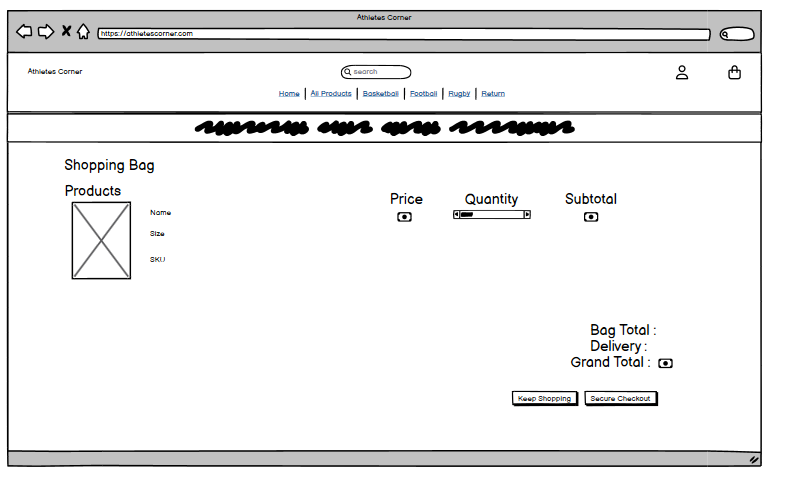 Athletes Corner
https://athletescorner.com
Athletes Corner
search
Home All Products Basketball Football Rugby Return
Shopping Bag
Products
Price Quantity Subtotal
Name
Size
SKU
Bag Total :
Delivery :
Grand Total :
Keep Shopping Secure Checkout